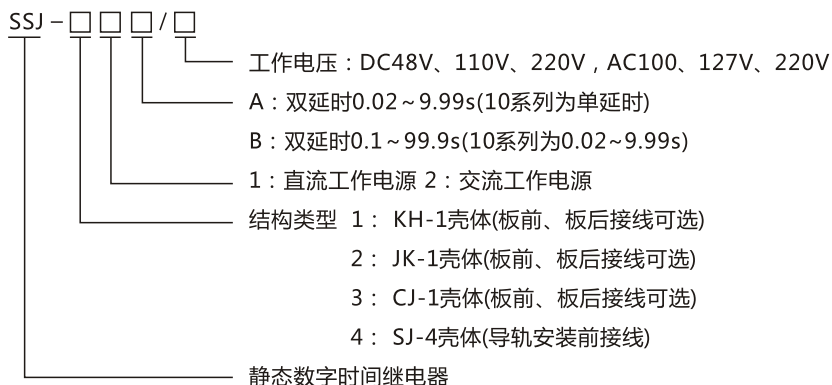 SSJ-□□□/□
工作电压：DC48V、110V、220V，AC100、127V、220V
A：双延时0.02～9.99s(10系列为单延时)
B：双延时0.1～99.9s(10系列为0.02~9.99s)
1：直流工作电源 2：交流工作电源
结构类型 1： KH-1壳体(板前、板后接线可选)
2： JK-1壳体(板前、板后接线可选)
3： CJ-1壳体(板前、板后接线可选)
4： SJ-4壳体(导轨安装前接线)
静态数字时间继电器